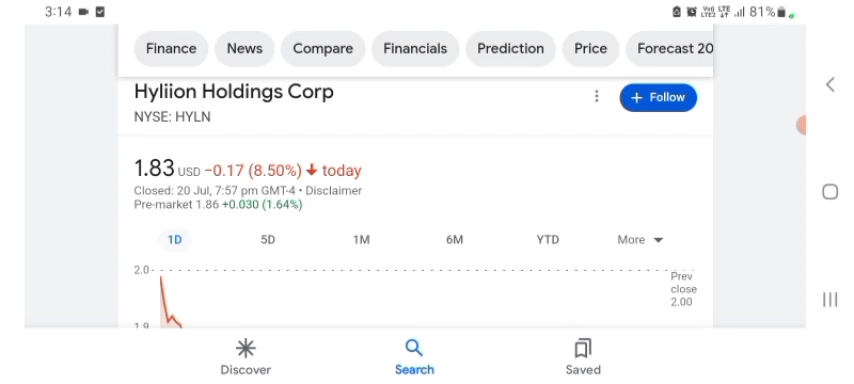 3:14
81%
Finance News Compare Financials Prediction Price Forecast 20
Hyliion Holdings Corp
+ Follow
NYSE: HYLN
1.83 USD −0.17 (8.50%) today
Closed: 20 Jul, 7:57 pm GMT-4 • Disclaimer
Pre-market 1.86 +0.030 (1.64%)
1D 5D 1M 6M YTD More
2.0
Prev
close
2.00
1.9
Discover Search Saved